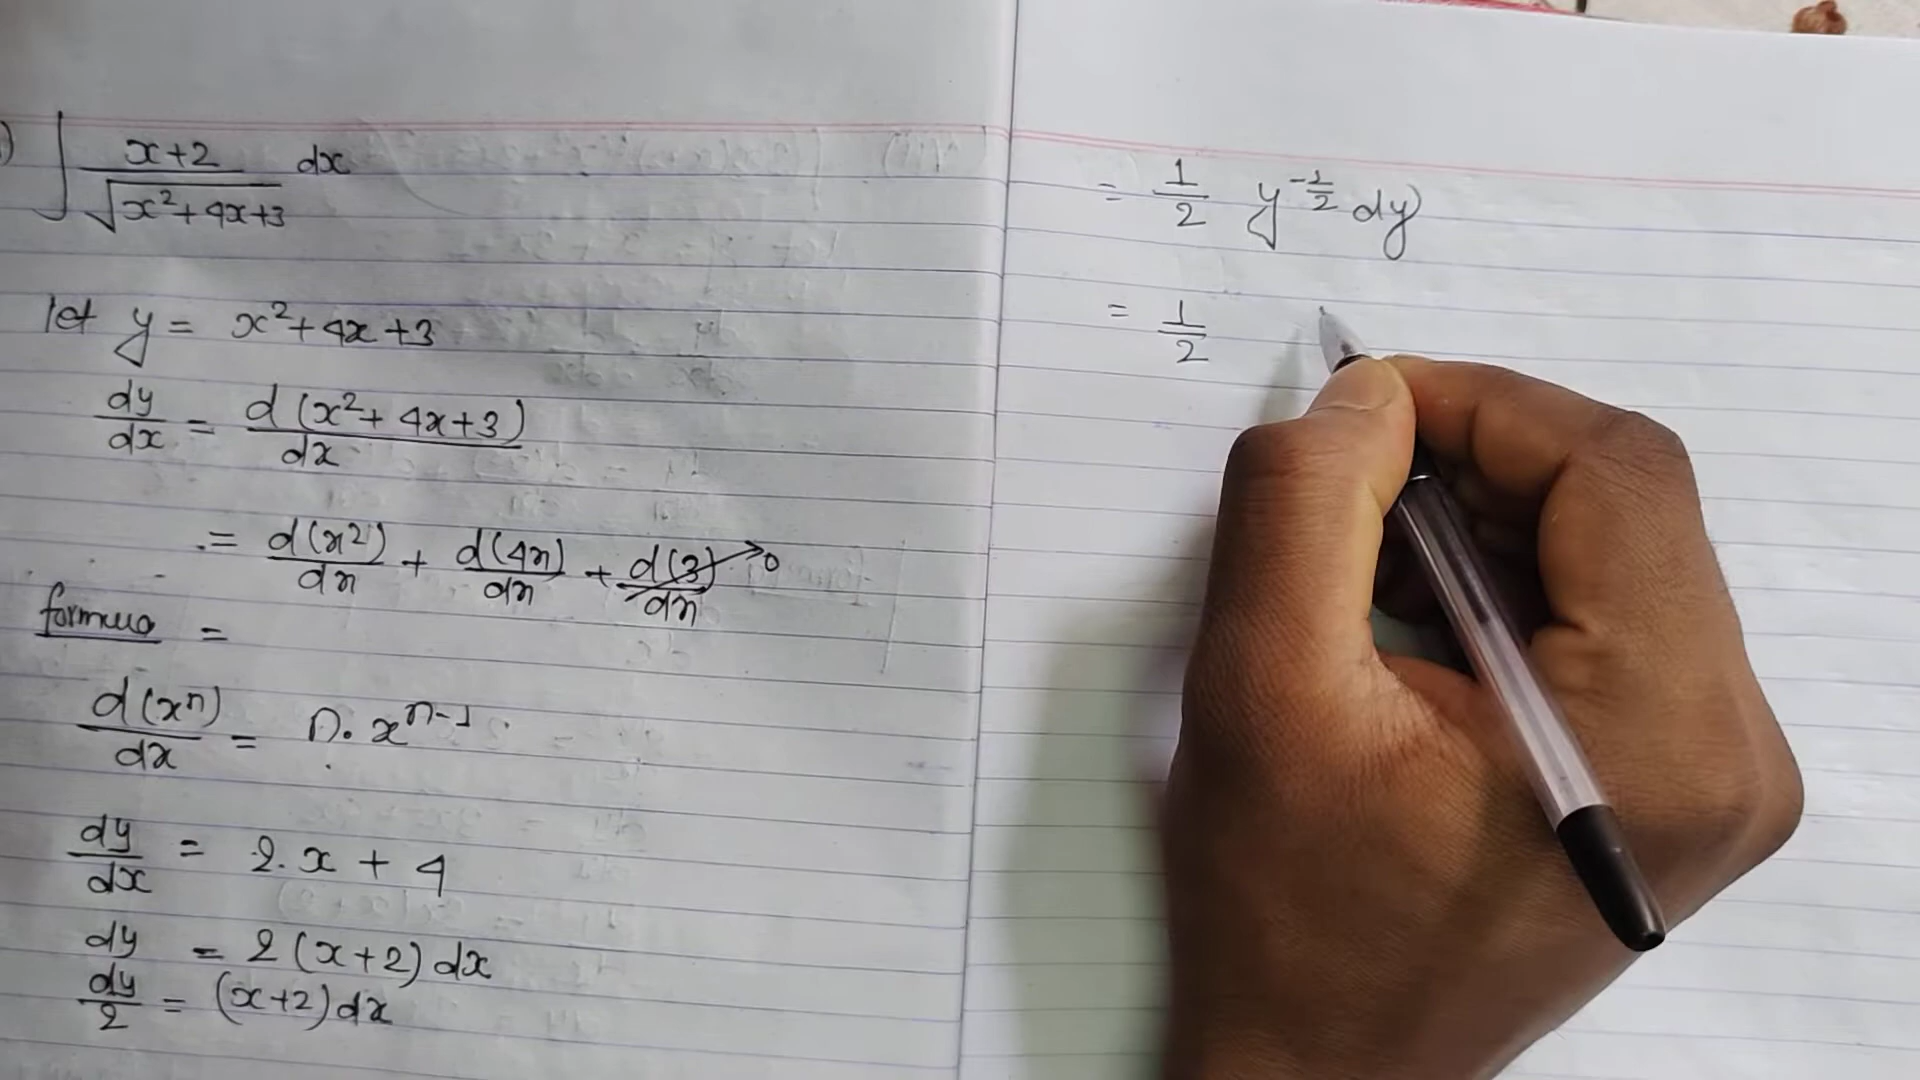 ) ∫ x+2 / √(x²+4x+3) dx
let y = x²+4x+3
dy/dx = d(x²+4x+3)/dx
= d(x²)/dx + d(4x)/dx + d(3)/dx → 0
formula =
d(xⁿ)/dx = n. xⁿ⁻¹
dy/dx = 2.x + 4
dy = 2(x+2)dx
dy/2 = (x+2)dx
= 1/2 y^(-1/2) dy
= 1/2